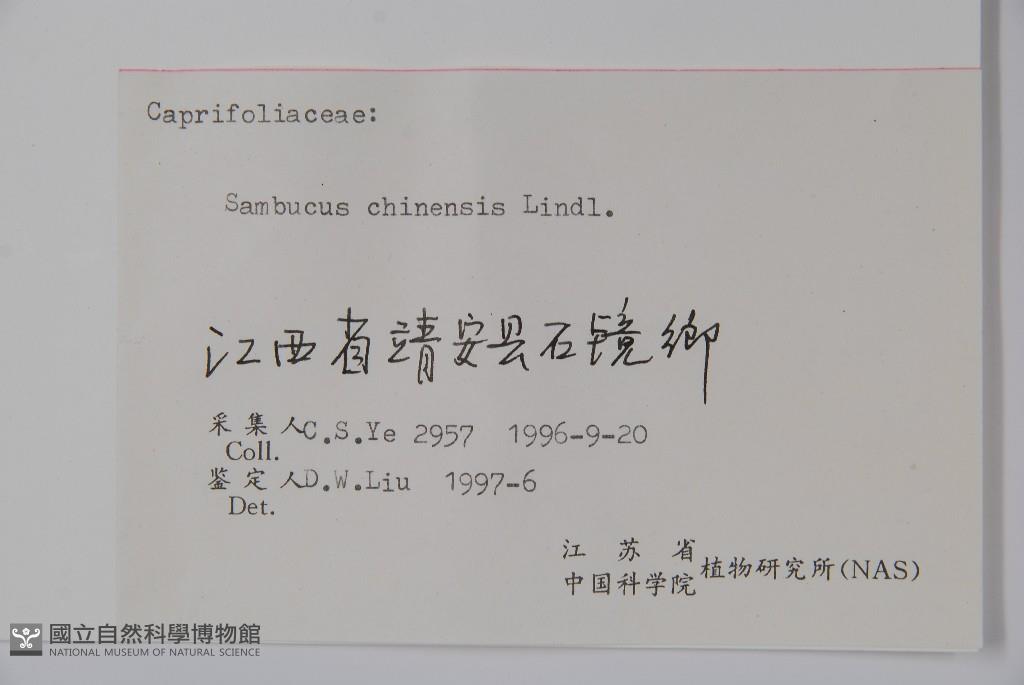 Caprifoliaceae:
Sambucus chinensis Lindl.
江西省靖安县石镜鄉
采集人C.S.Ye 2957 1996-9-20
Coll.
鉴定人D.W.Liu 1997-6
Det.
江苏省
中国科学院植物研究所(NAS)
國立自然科學博物館
NATIONAL MUSEUM OF NATURAL SCIENCE